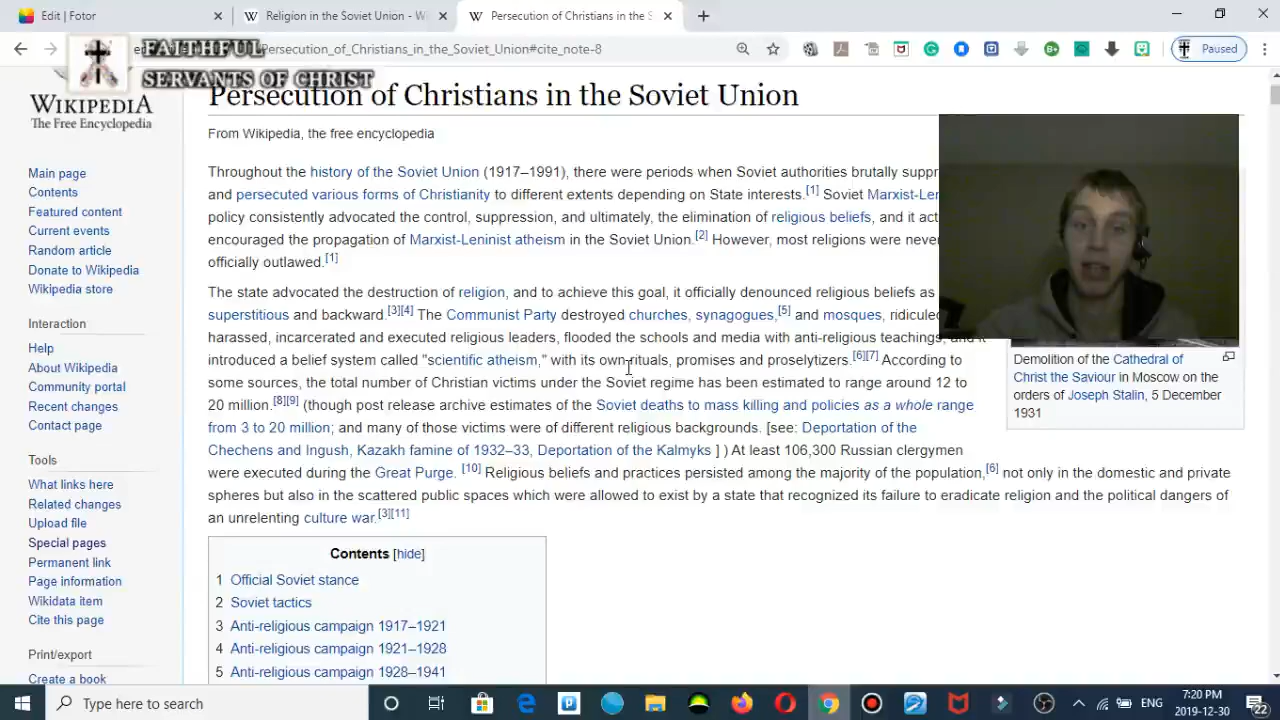 Edit | Fotor
Religion in the Soviet Union - W
Persecution of Christians in the S
Persecution_of_Christians_in_the_Soviet_Union#cite_note-8
Paused
FAITHFUL
SERVANTS OF CHRIST
WIKIPEDIA
The Free Encyclopedia
Main page
Contents
Featured content
Current events
Random article
Donate to Wikipedia
Wikipedia store
Interaction
Help
About Wikipedia
Community portal
Recent changes
Contact page
Tools
What links here
Related changes
Upload file
Special pages
Permanent link
Page information
Wikidata item
Cite this page
Print/export
Create a book
Persecution of Christians in the Soviet Union
From Wikipedia, the free encyclopedia
Throughout the history of the Soviet Union (1917–1991), there were periods when Soviet authorities brutally suppr
and persecuted various forms of Christianity to different extents depending on State interests.[1] Soviet Marxist-Len
policy consistently advocated the control, suppression, and ultimately, the elimination of religious beliefs, and it act
encouraged the propagation of Marxist-Leninist atheism in the Soviet Union.[2] However, most religions were never
officially outlawed.[1]
The state advocated the destruction of religion, and to achieve this goal, it officially denounced religious beliefs as
superstitious and backward.[3][4] The Communist Party destroyed churches, synagogues,[5] and mosques, ridiculed
harassed, incarcerated and executed religious leaders, flooded the schools and media with anti-religious teachings, and it
introduced a belief system called "scientific atheism," with its own rituals, promises and proselytizers.[6][7] According to
some sources, the total number of Christian victims under the Soviet regime has been estimated to range around 12 to
20 million.[8][9] (though post release archive estimates of the Soviet deaths to mass killing and policies as a whole range
from 3 to 20 million; and many of those victims were of different religious backgrounds. [see: Deportation of the
Chechens and Ingush, Kazakh famine of 1932–33, Deportation of the Kalmyks ] ) At least 106,300 Russian clergymen
were executed during the Great Purge. [10] Religious beliefs and practices persisted among the majority of the population,[6] not only in the domestic and private
spheres but also in the scattered public spaces which were allowed to exist by a state that recognized its failure to eradicate religion and the political dangers of
an unrelenting culture war.[3][11]
Demolition of the Cathedral of
Christ the Saviour in Moscow on the
orders of Joseph Stalin, 5 December
1931
Contents [hide]
1 Official Soviet stance
2 Soviet tactics
3 Anti-religious campaign 1917–1921
4 Anti-religious campaign 1921–1928
5 Anti-religious campaign 1928–1941
Type here to search
ENG
7:20 PM
2019-12-30
22